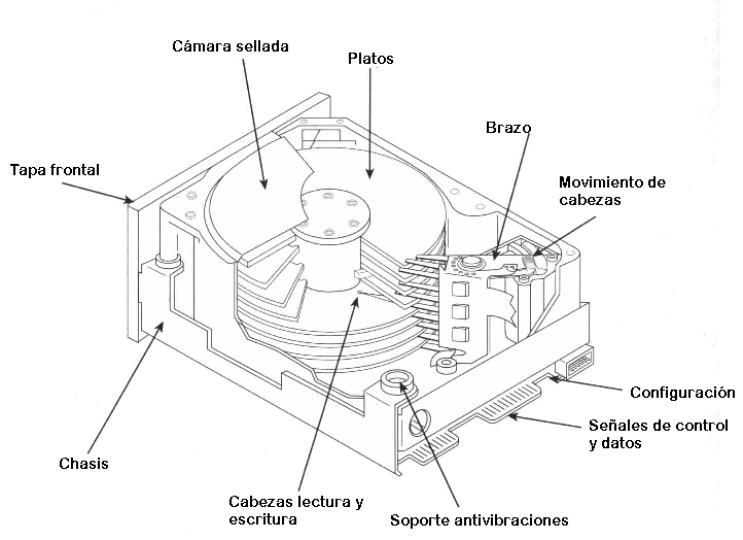 Cámara sellada
Platos
Brazo
Tapa frontal
Movimiento de
cabezas
Configuración
Señales de control
y datos
Chasis
Cabezas lectura y
escritura
Soporte antivibraciones